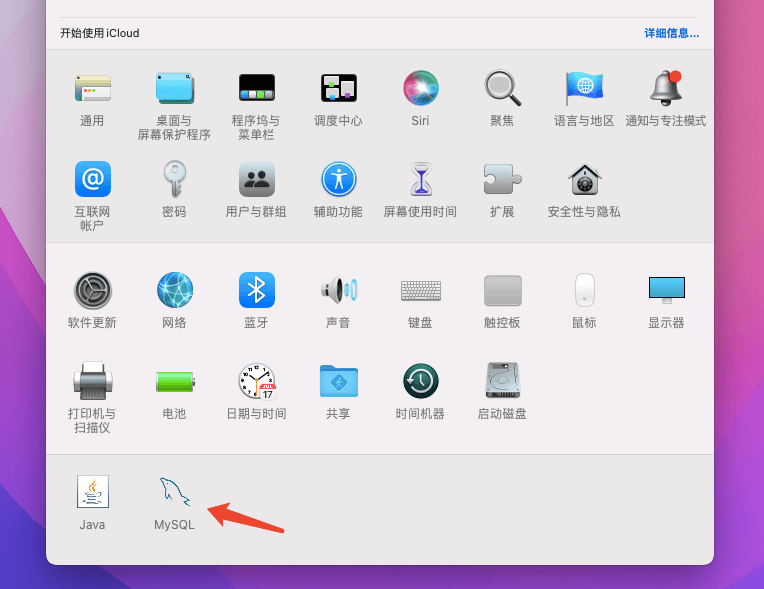 开始使用 iCloud
详细信息...
通用
桌面与
屏幕保护程序
程序坞与
菜单栏
调度中心
Siri
聚焦
语言与地区
通知与专注模式
互联网
帐户
密码
用户与群组
辅助功能
屏幕使用时间
扩展
安全性与隐私
软件更新
网络
蓝牙
声音
键盘
触控板
鼠标
显示器
打印机与
扫描仪
电池
日期与时间
共享
时间机器
启动磁盘
Java
MySQL